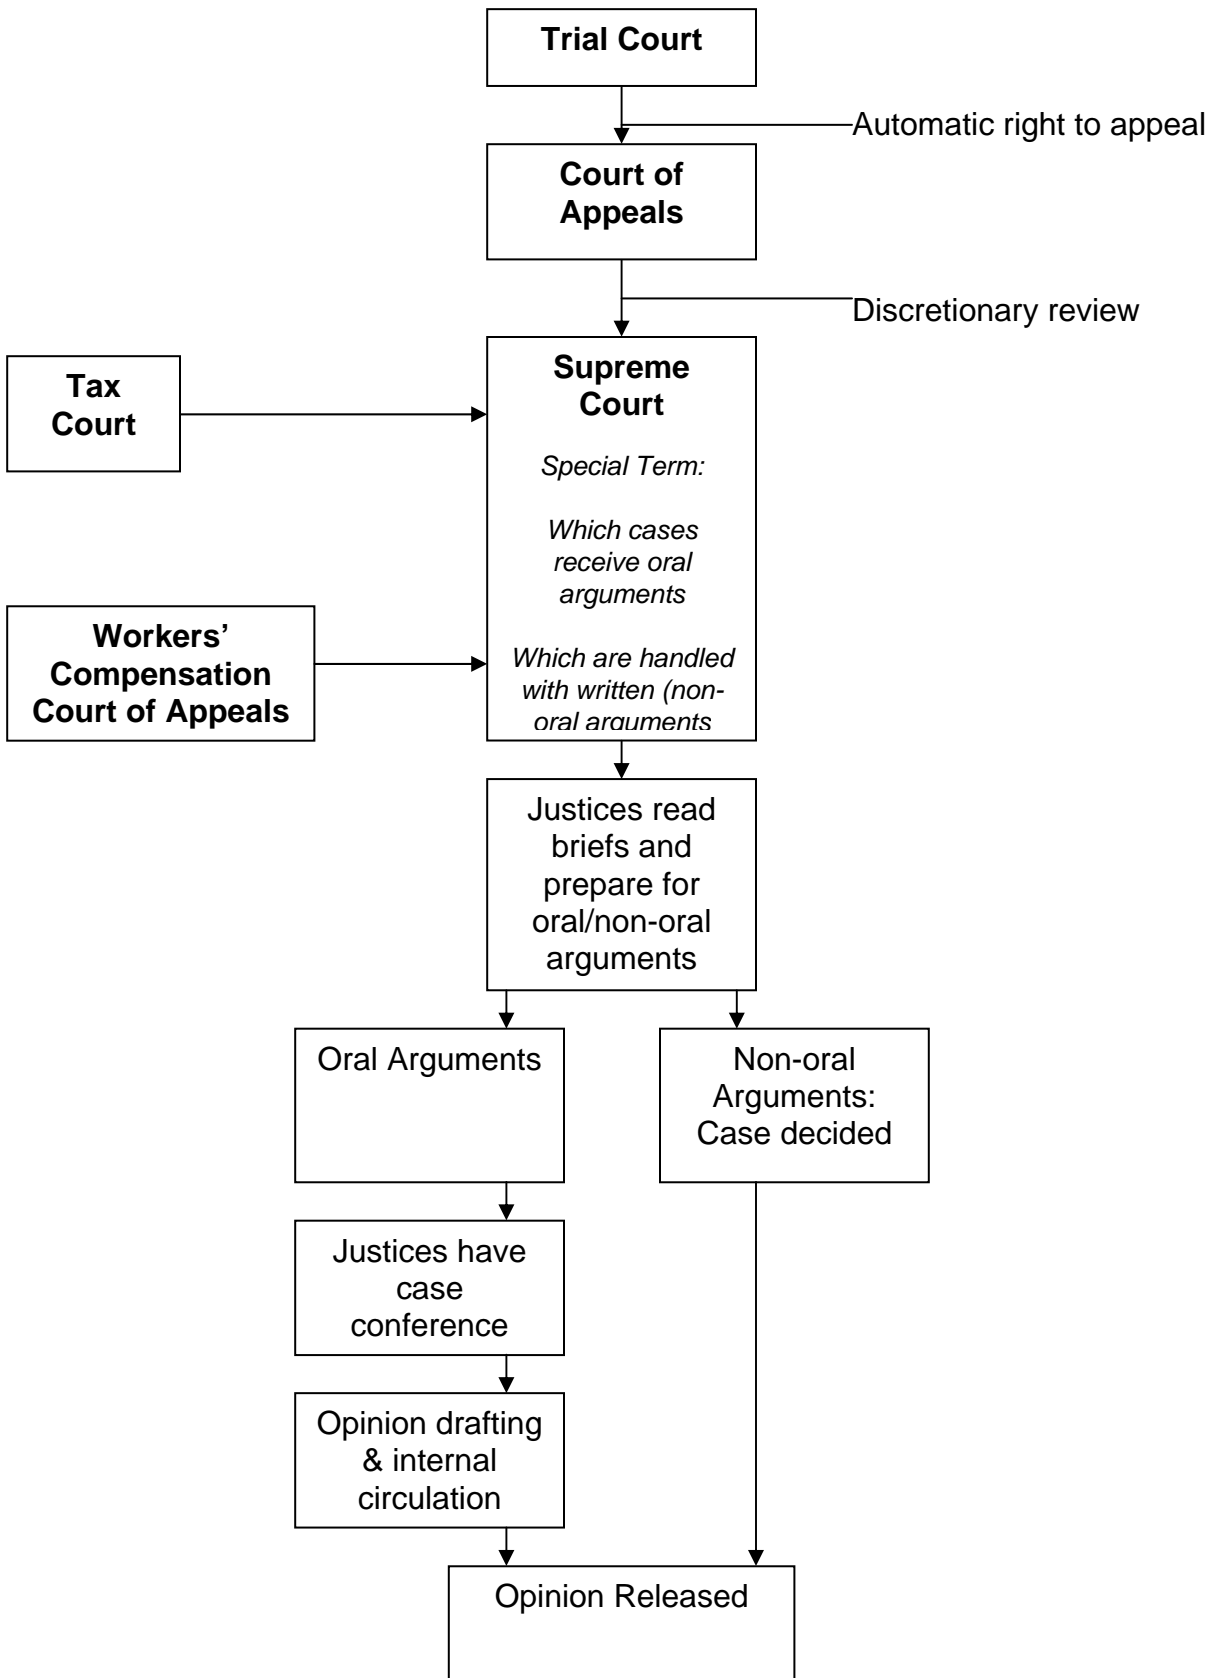 Trial Court
Automatic right to appeal
Court of
Appeals
Discretionary review
Tax
Court
Supreme
Court
Special Term:
Which cases
receive oral
arguments
Which are handled
with written (non-
oral arguments
Workers’
Compensation
Court of Appeals
Justices read
briefs and
prepare for
oral/non-oral
arguments
Oral Arguments
Non-oral
Arguments:
Case decided
Justices have
case
conference
Opinion drafting
& internal
circulation
Opinion Released